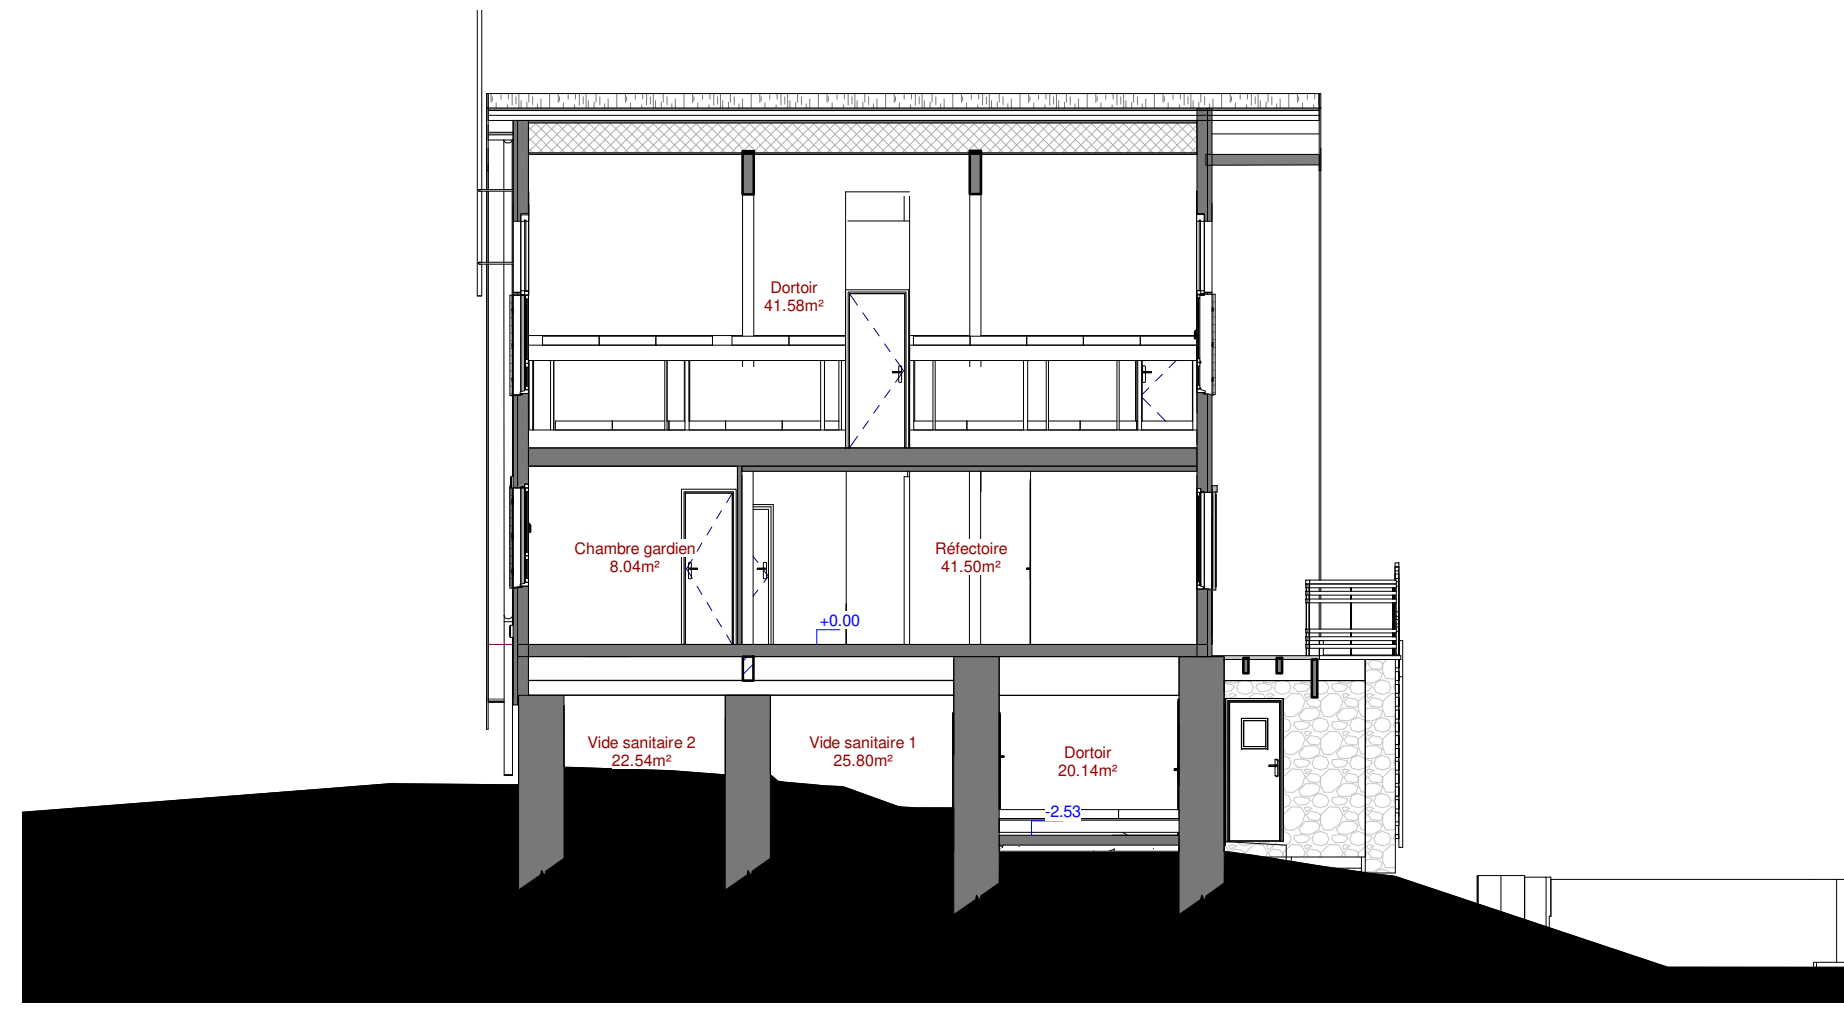 Dortoir
41.58m²
Chambre gardien
8.04m²
Réfectoire
41.50m²
+0.00
Vide sanitaire 2
22.54m²
Vide sanitaire 1
25.80m²
Dortoir
20.14m²
-2.53